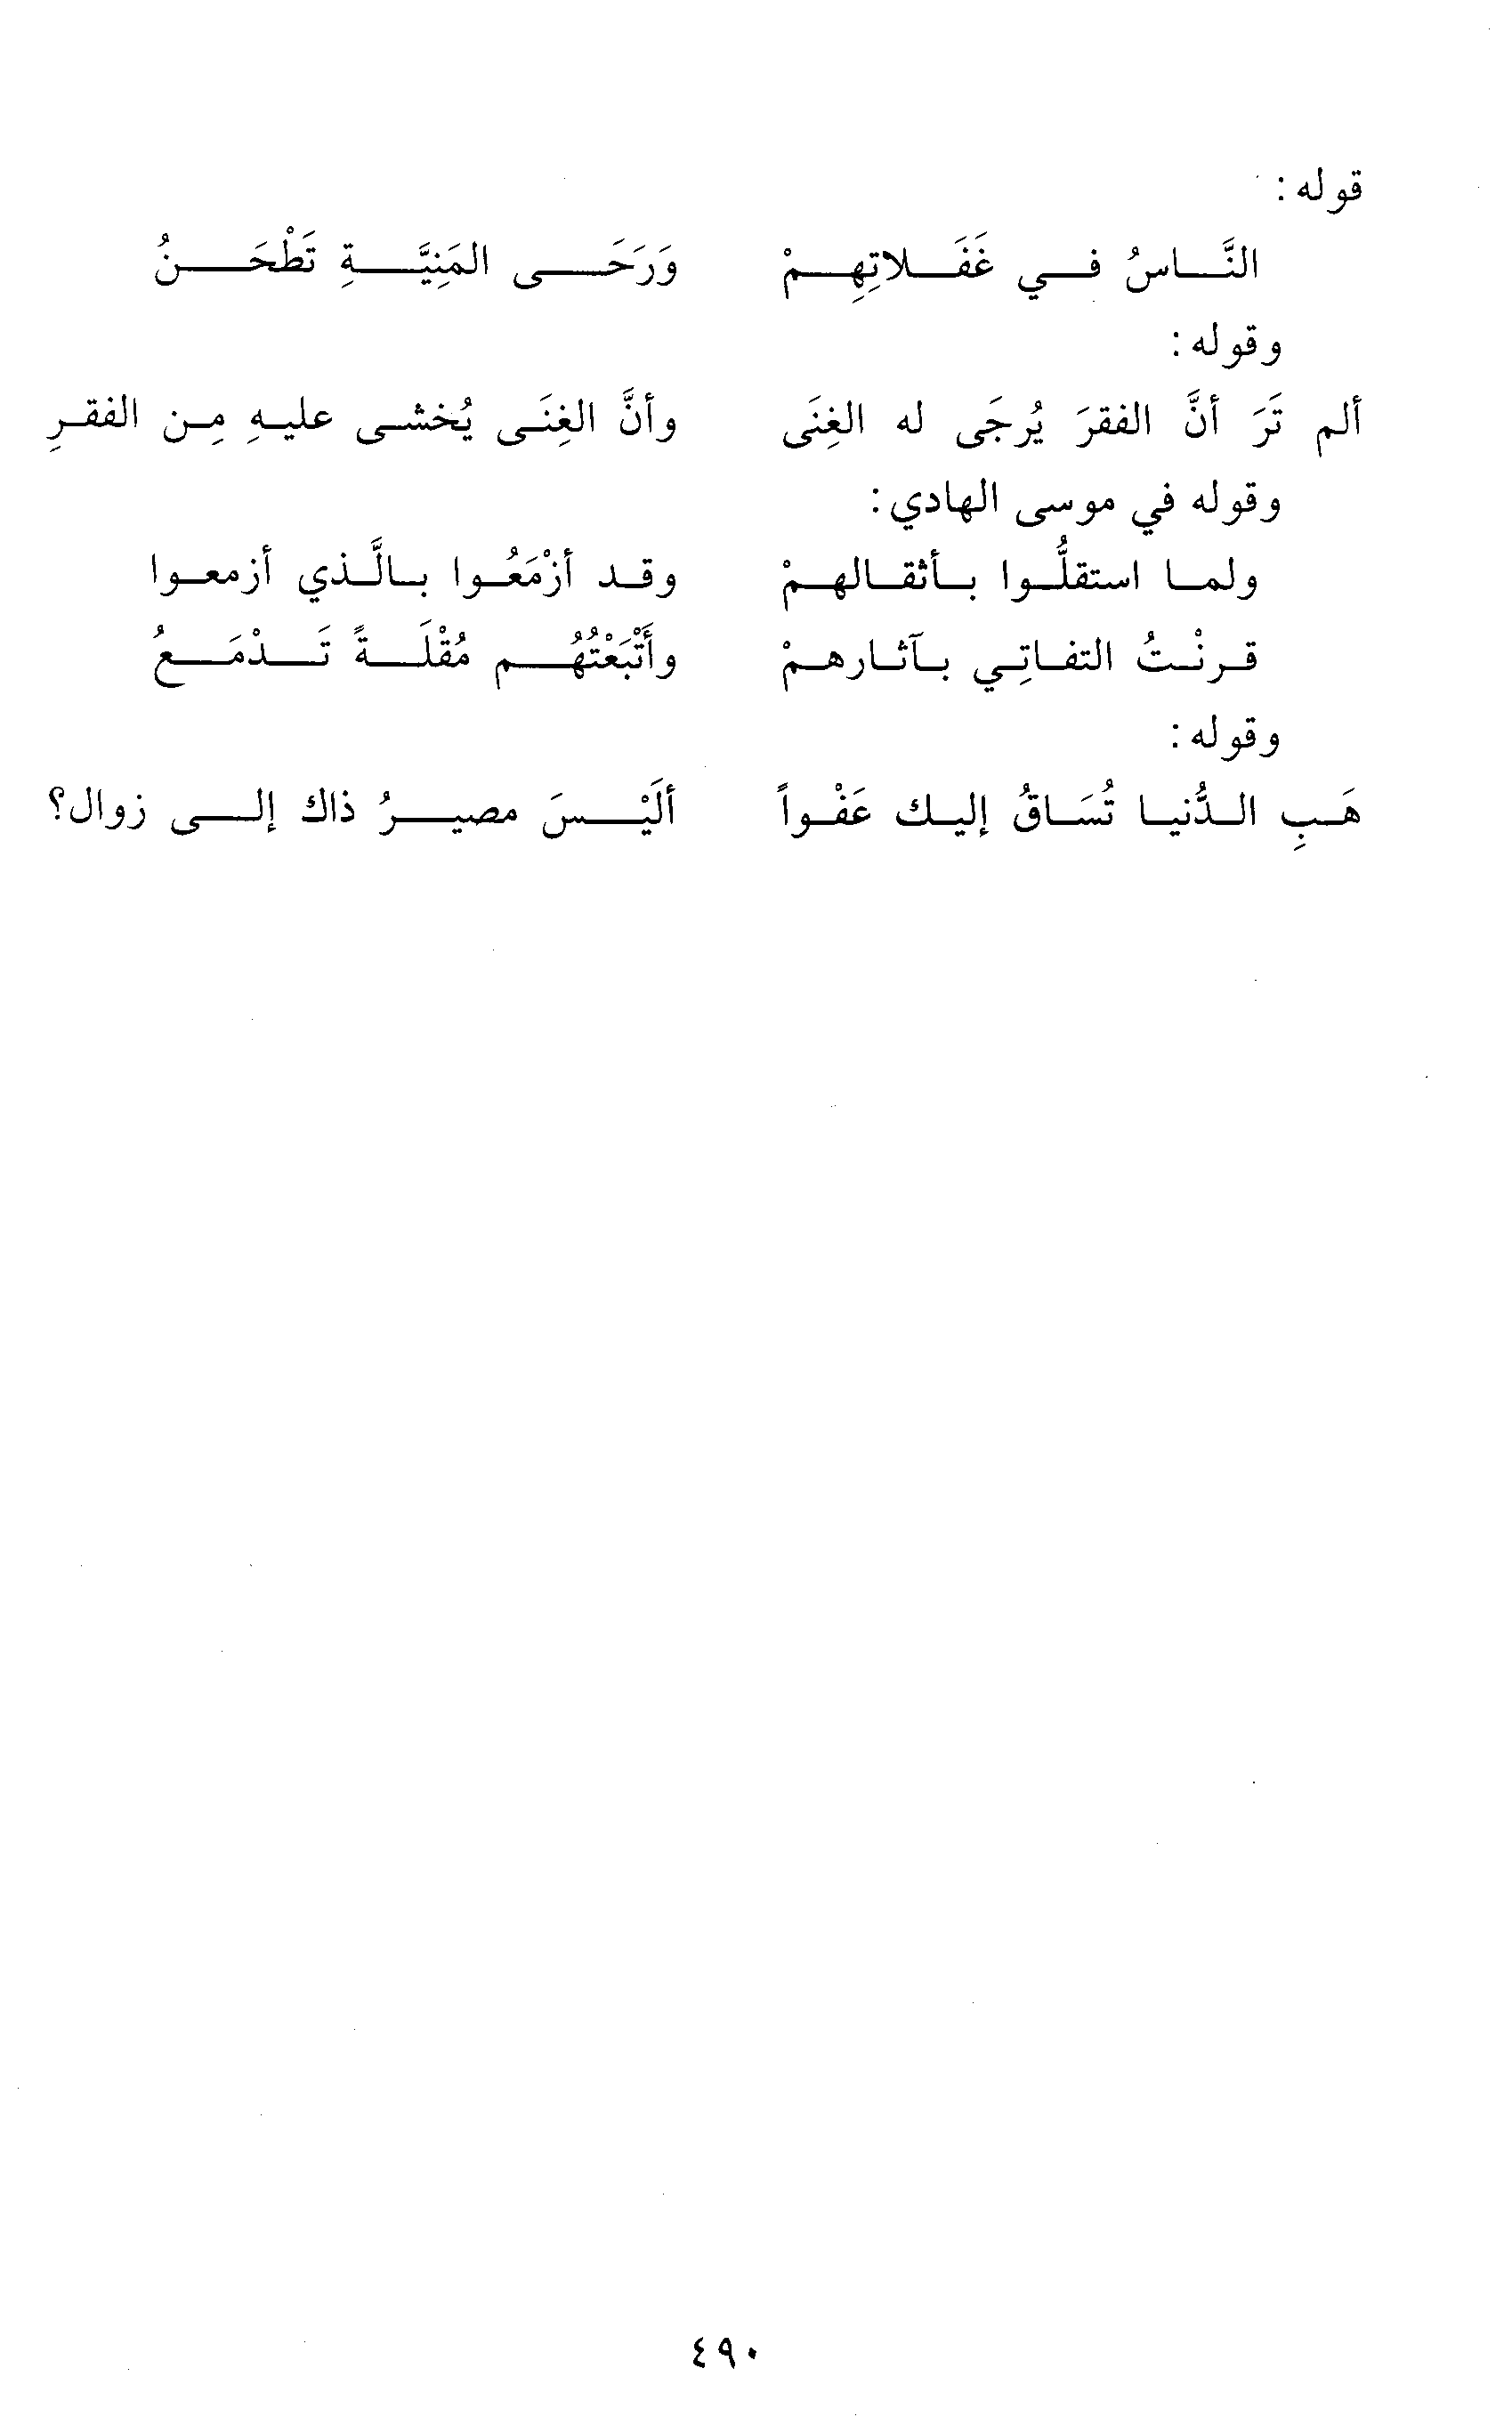 قوله :
النَّاسُ في غَفَلاتِهِمْ وَرَحَى المَنِيَّةِ تَطْحَنُ
وقوله :
ألم تَرَ أنَّ الفقرَ يُرجَى له الغِنَى وأنَّ الغِنَى يُخشى عليهِ مِن الفقرِ
وقوله في موسى الهادي :
ولما استقلُّوا بأثقالهمْ وقد أزْمَعُوا بالَّذي أزمعوا
قرنْتُ التفاتِي بآثارهمْ وأَتْبَعْتُهُم مُقْلَةً تَدْمَعُ
وقوله :
هَبِ الدُّنيا تُسَاقُ إليك عَفْواً ألَيْسَ مصيرُ ذاك إلى زوال؟
٤٩٠